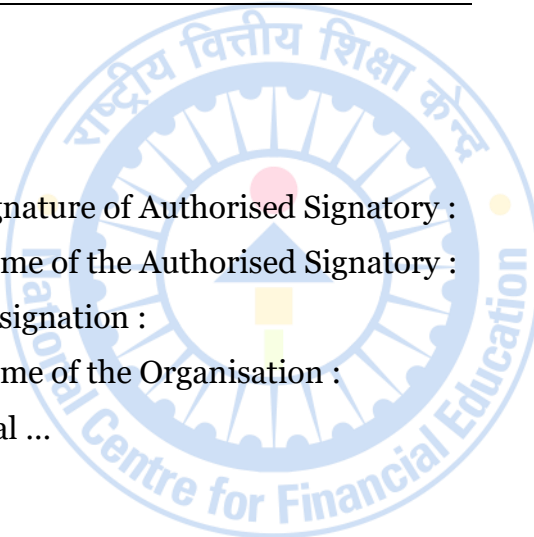 राष्ट्रीय वित्तीय शिक्षा केन्द्र
gnature of Authorised Signatory :
me of the Authorised Signatory :
signation :
me of the Organisation :
al ...
National Centre for Financial Education